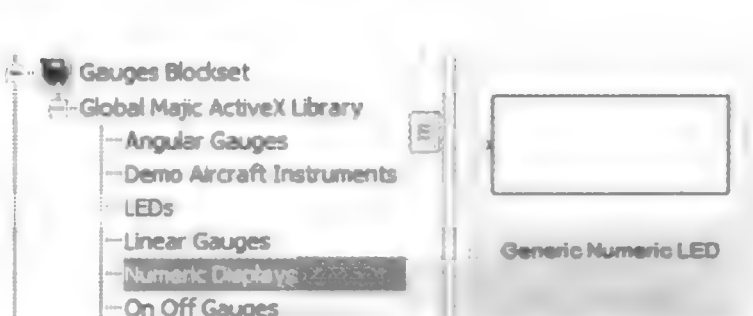 Gauges Blockset
Global Majic ActiveX Library
Angular Gauges
Demo Aircraft Instruments
LEDs
Linear Gauges
Numeric Displays
On Off Gauges
Generic Numeric LED